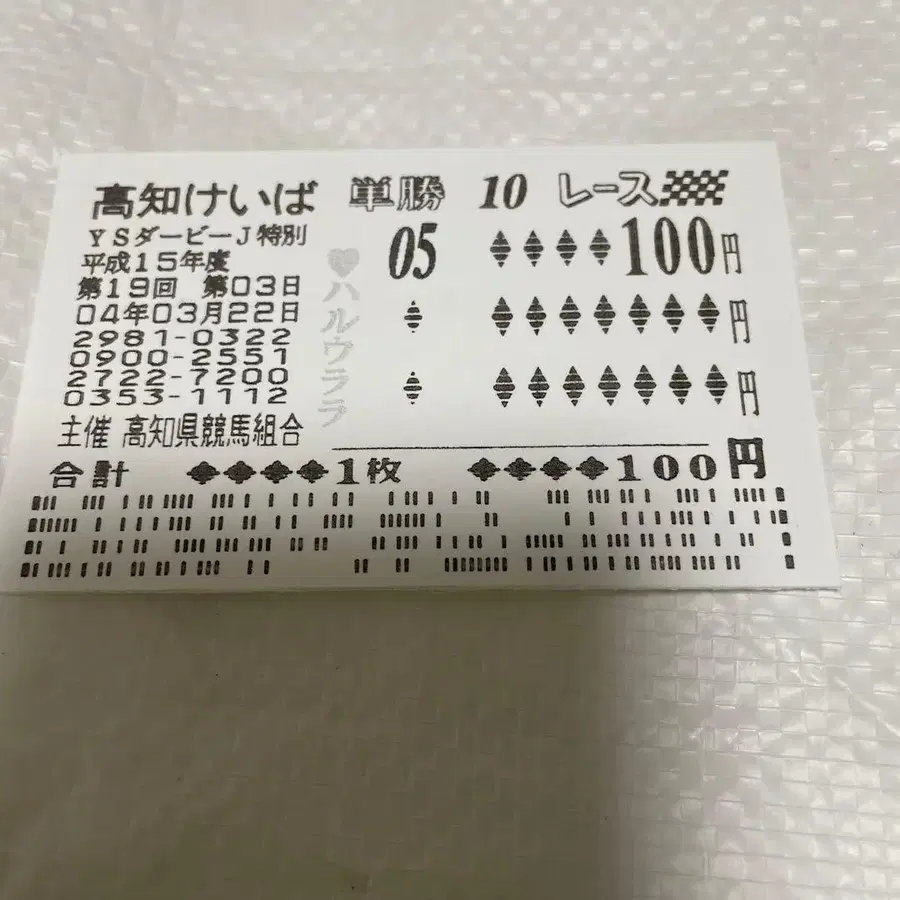 高知けいば 単勝 10 レース
YSダービーJ特別
平成15年度
第19回 第03日
04年03月22日
2981-0322
0900-2551
2722-7200
0353-1112
主催 高知県競馬組合
♥ハルウララ
05 100円
円
円
合計 1枚 100円